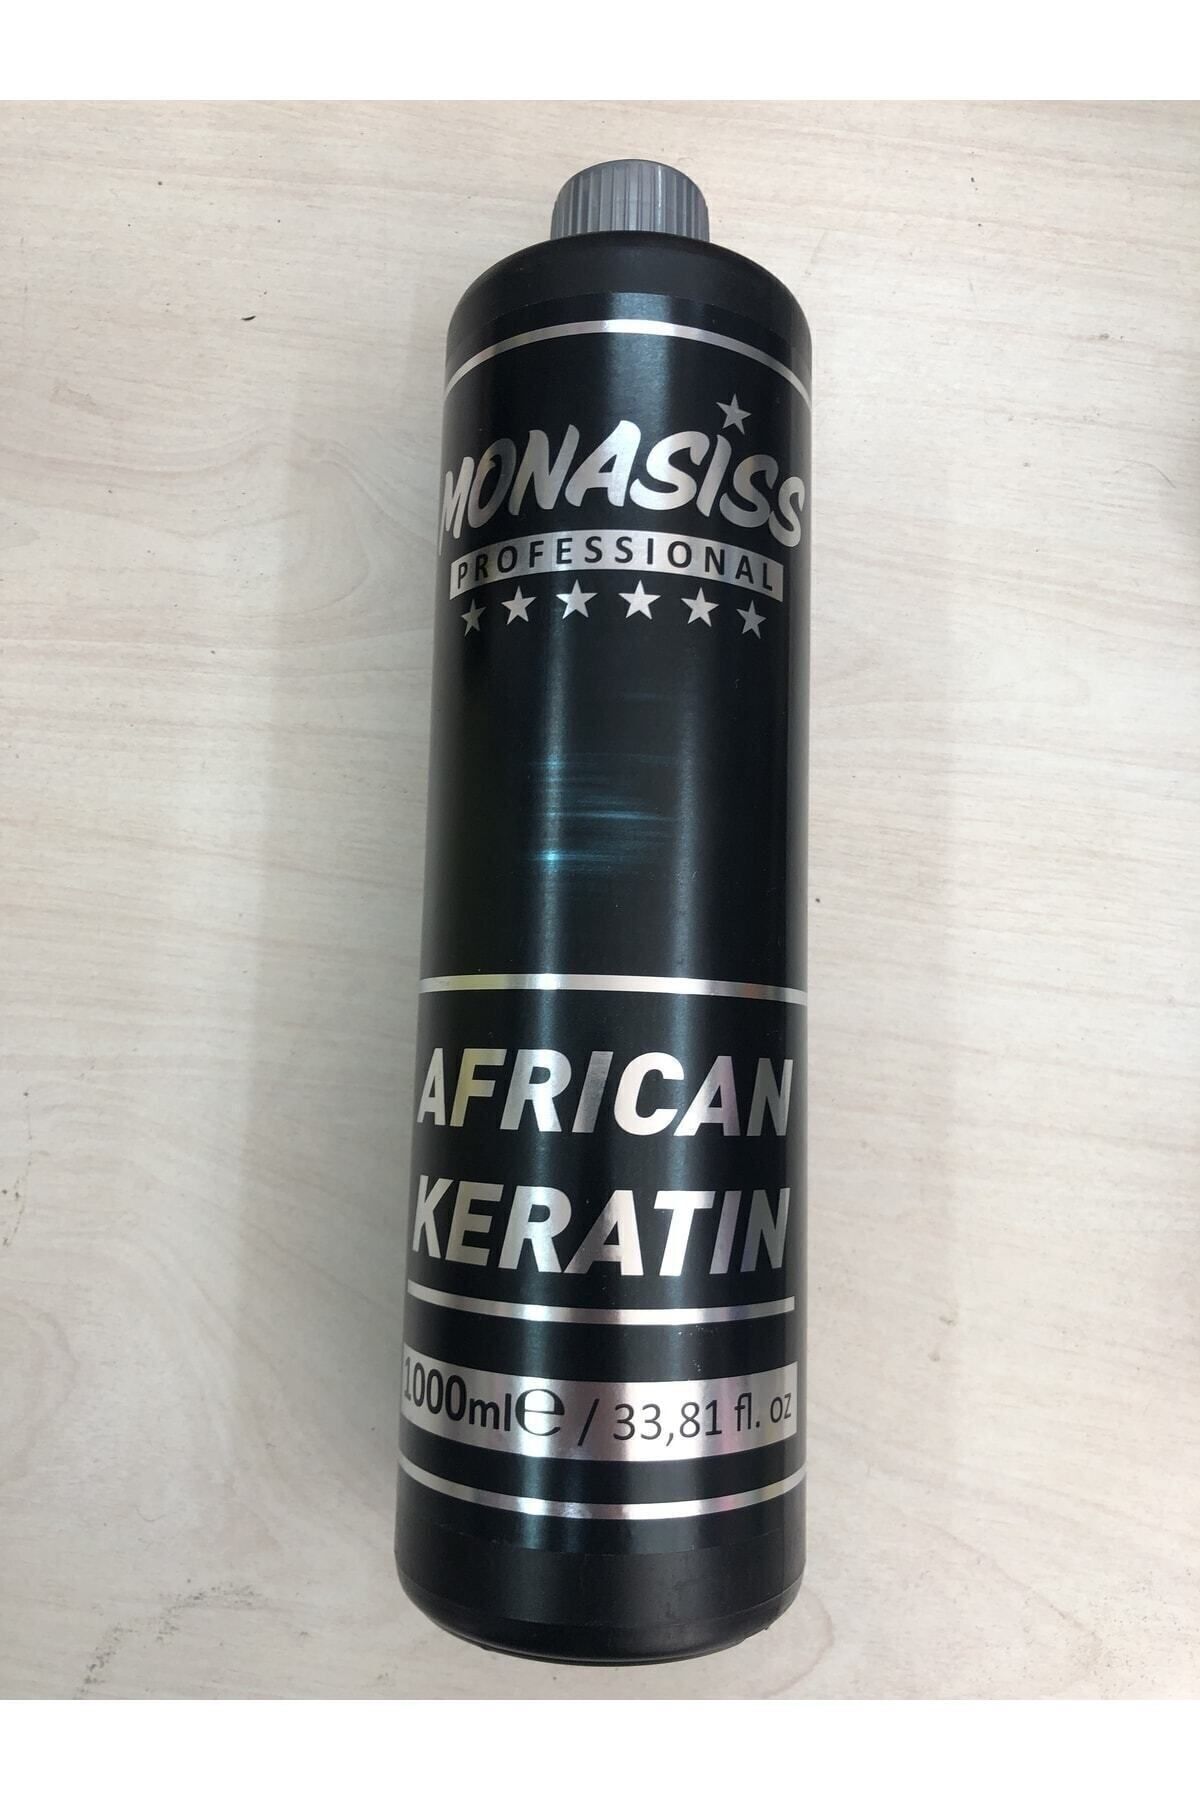 MONASISS
PROFESSIONAL
AFRICAN
KERATIN
1000ml℮ / 33,81 fl. oz